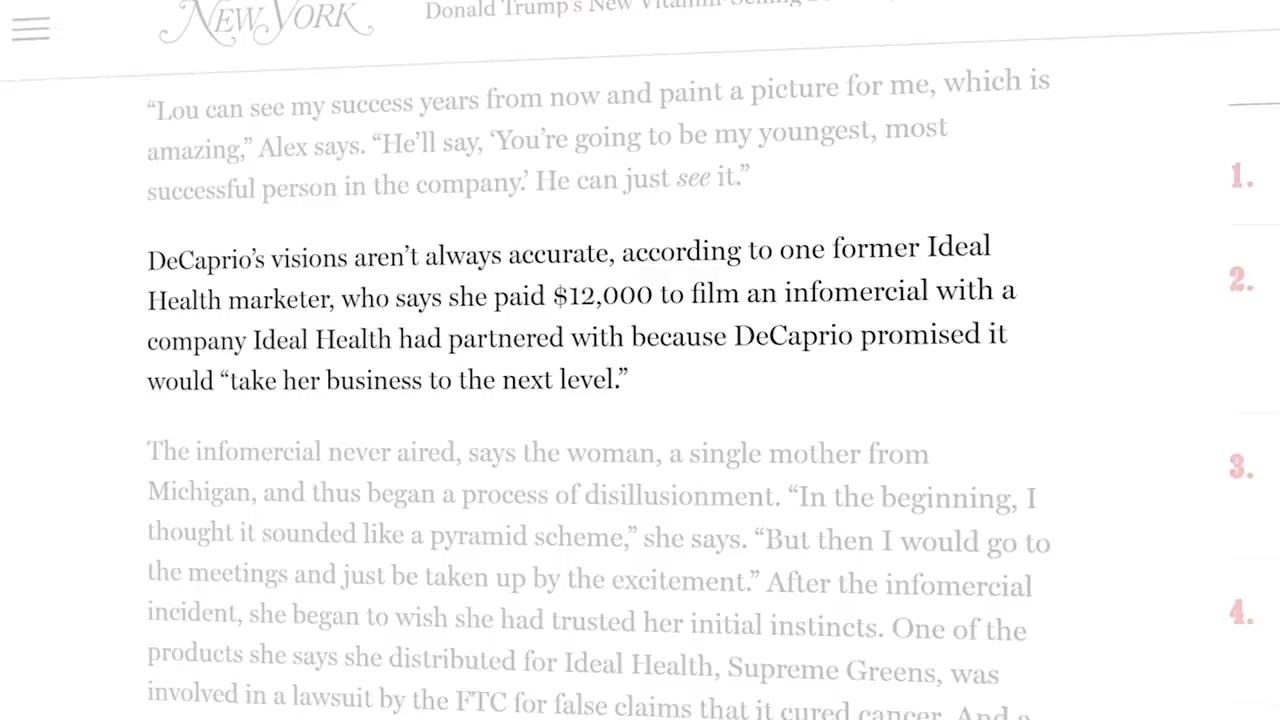 NEW YORK Donald Trump's New Vitamin-Selling
“Lou can see my success years from now and paint a picture for me, which is
amazing,” Alex says. “He’ll say, ‘You’re going to be my youngest, most
successful person in the company.’ He can just see it.”
1.
DeCaprio’s visions aren’t always accurate, according to one former Ideal
2.
Health marketer, who says she paid $12,000 to film an infomercial with a
company Ideal Health had partnered with because DeCaprio promised it
would “take her business to the next level.”
The infomercial never aired, says the woman, a single mother from
3.
Michigan, and thus began a process of disillusionment. “In the beginning, I
thought it sounded like a pyramid scheme,” she says. “But then I would go to
the meetings and just be taken up by the excitement.” After the infomercial
4.
incident, she began to wish she had trusted her initial instincts. One of the
products she says she distributed for Ideal Health, Supreme Greens, was
involved in a lawsuit by the FTC for false claims that it cured cancer. And a